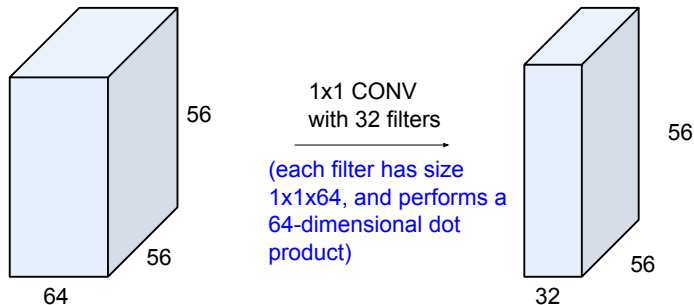 56
56
64
1x1 CONV
with 32 filters
(each filter has size
1x1x64, and performs a
64-dimensional dot
product)
56
56
32